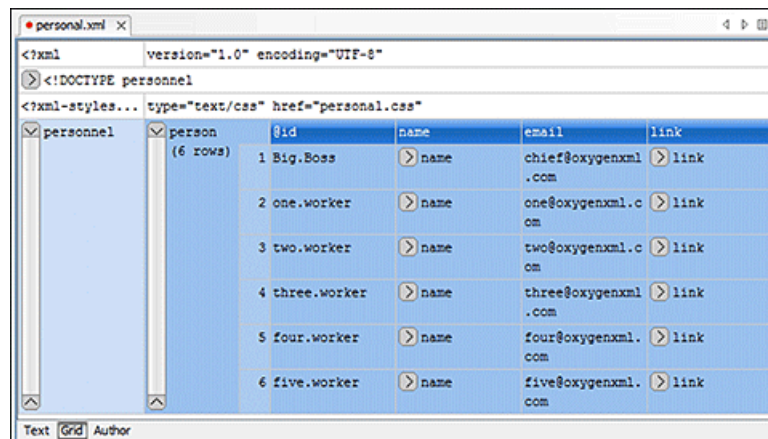 personal.xml
<?xml version="1.0" encoding="UTF-8"
<!DOCTYPE personnel
<?xml-styles... type="text/css" href="personal.css"
personnel person @id name email link
(6 rows) 1 Big.Boss name chief@oxygenxml link
.com
2 one.worker name one@oxygenxml.c link
om
3 two.worker name two@oxygenxml.c link
om
4 three.worker name three@oxygenxml link
.com
5 four.worker name four@oxygenxml. link
com
6 five.worker name five@oxygenxml. link
com
Text Grid Author